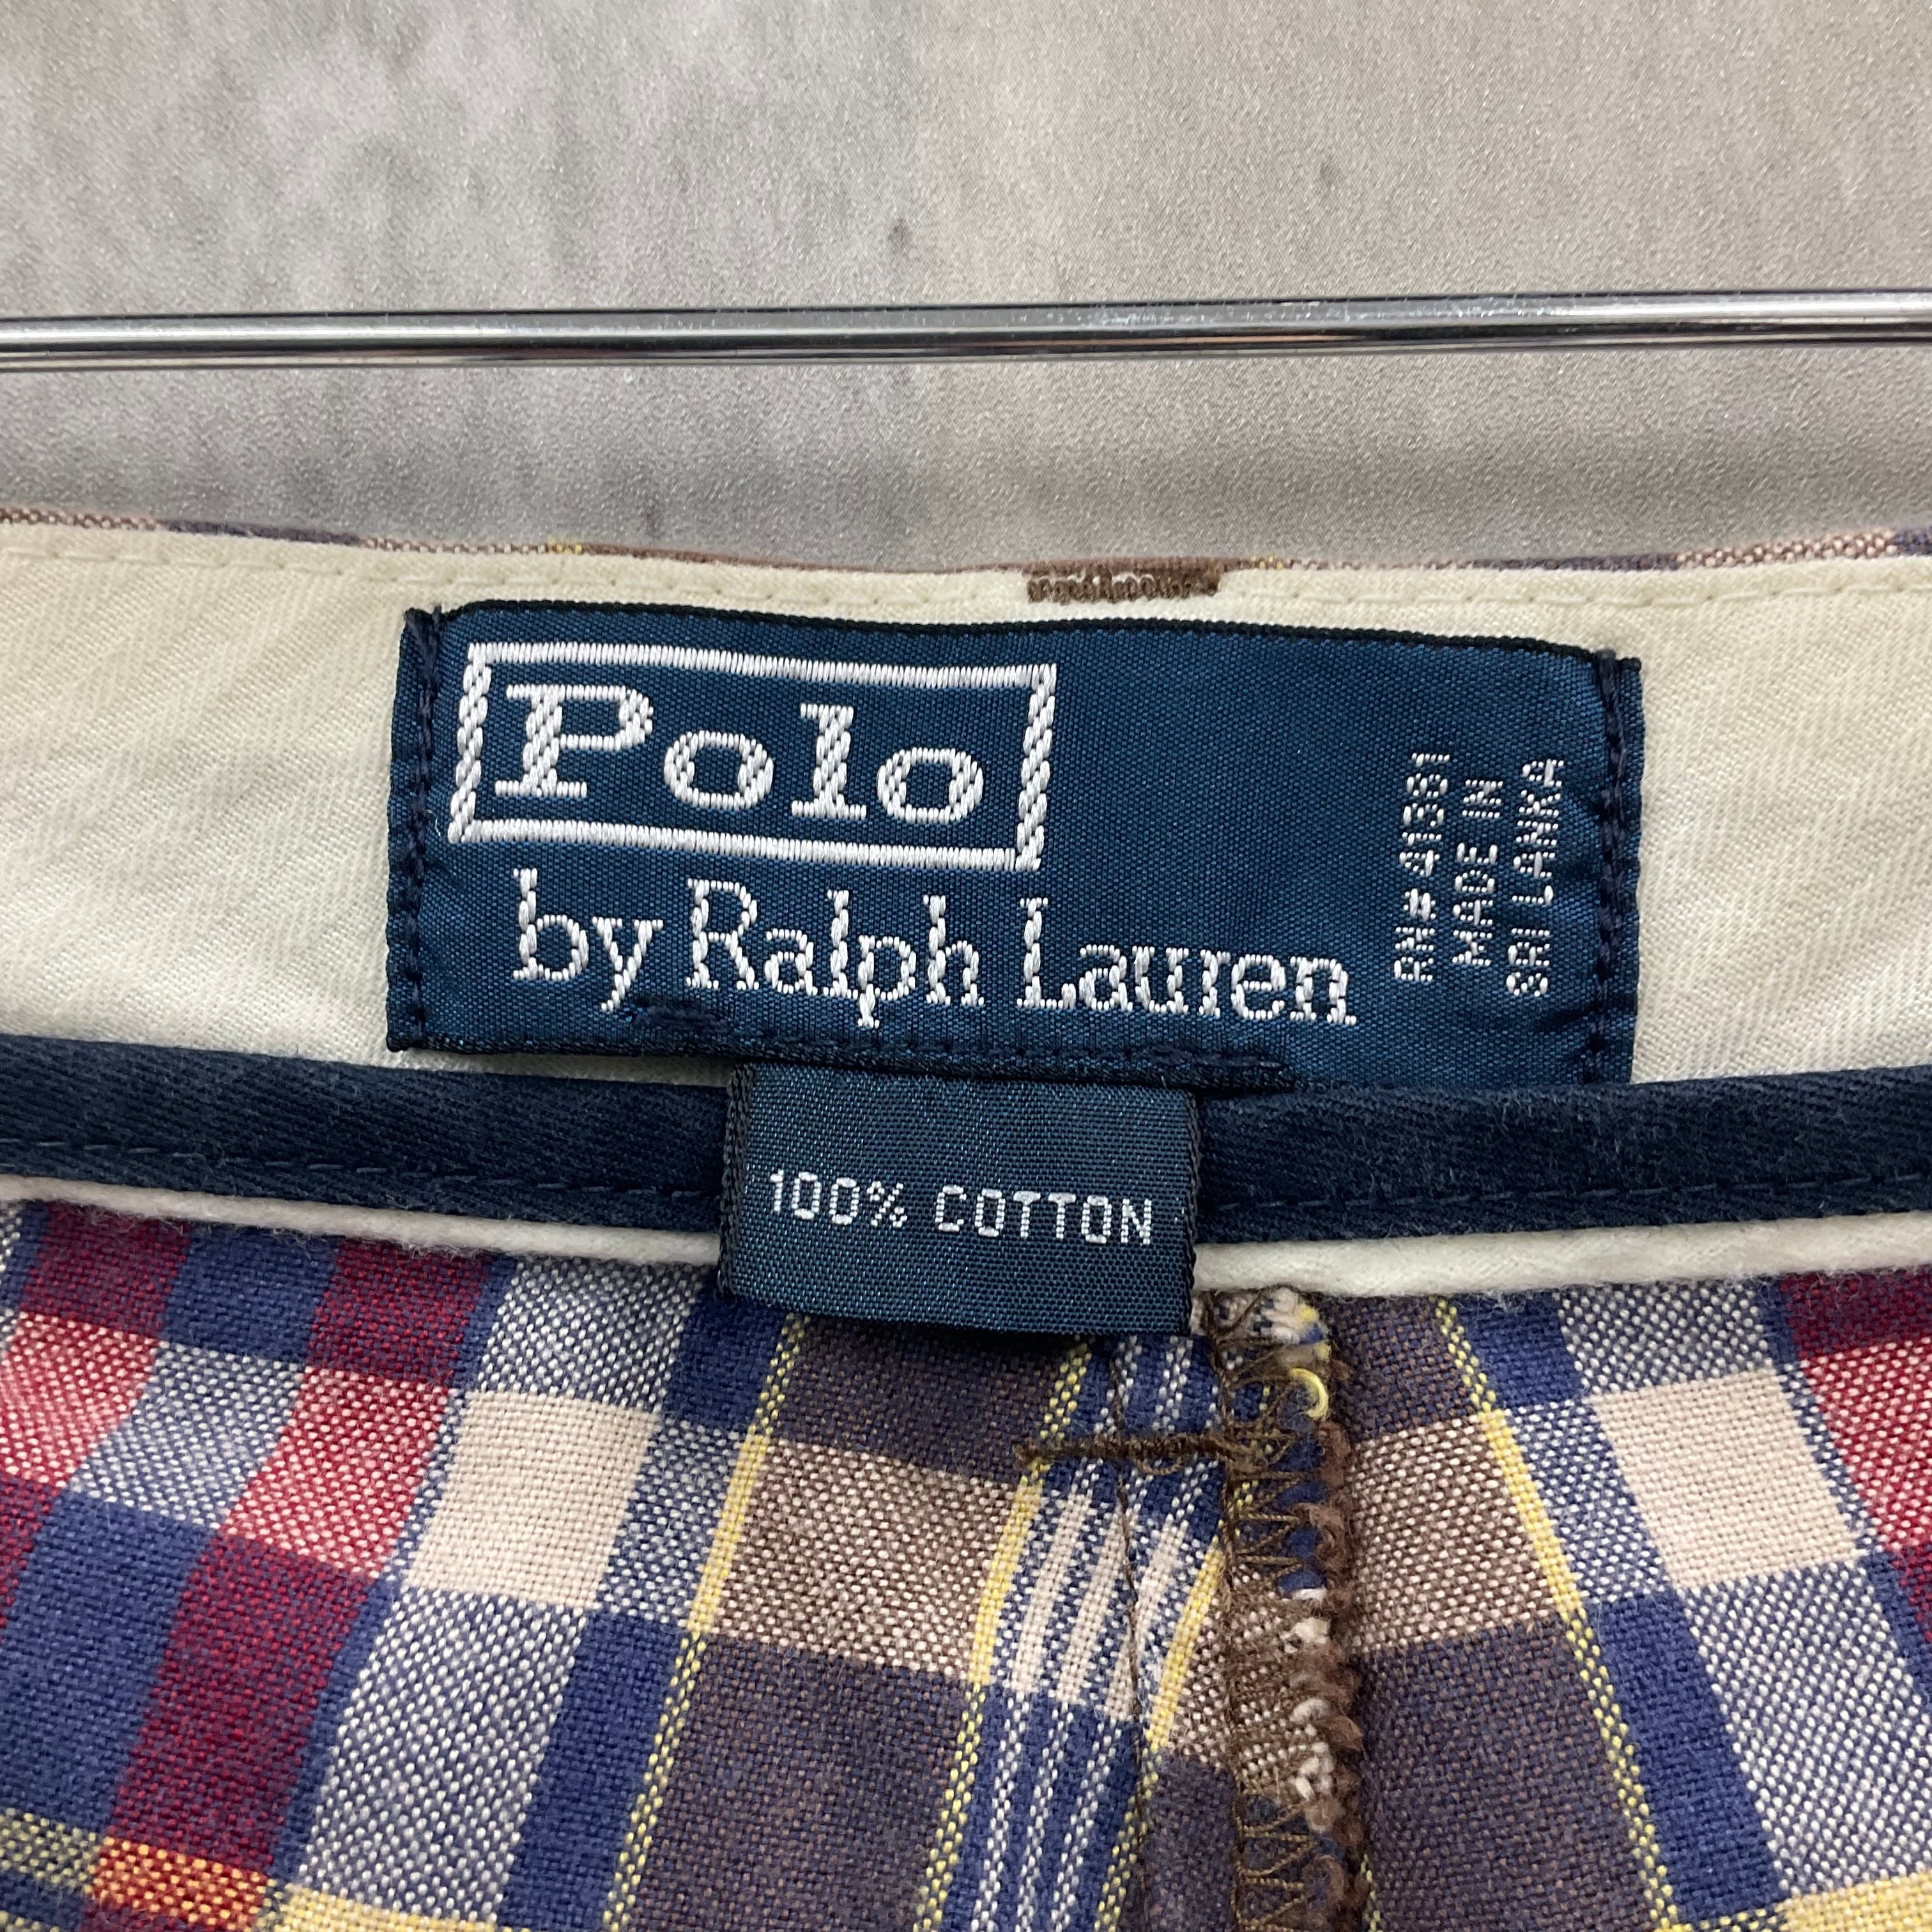 Polo
by Ralph Lauren
RN#41381
MADE IN
SRI LANKA
100% COTTON